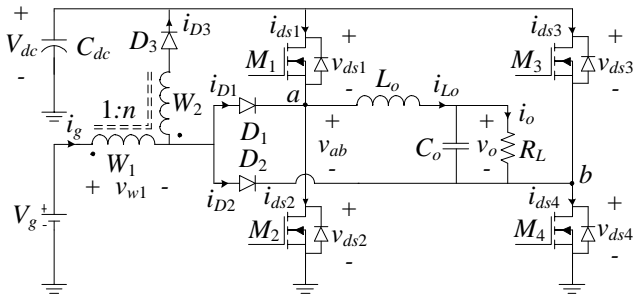 +
V_dc
-
C_dc
D_3
i_D3
1:n
W_2
i_g
W_1
+ v_w1 -
V_g
+
-
i_D1
D_1
D_2
i_D2
i_ds1
M_1
+
v_ds1
-
a
L_o
i_Lo
+
v_ab
-
C_o
+
v_o
-
i_o
R_L
i_ds2
M_2
+
v_ds2
-
i_ds3
M_3
+
v_ds3
-
b
i_ds4
M_4
+
v_ds4
-